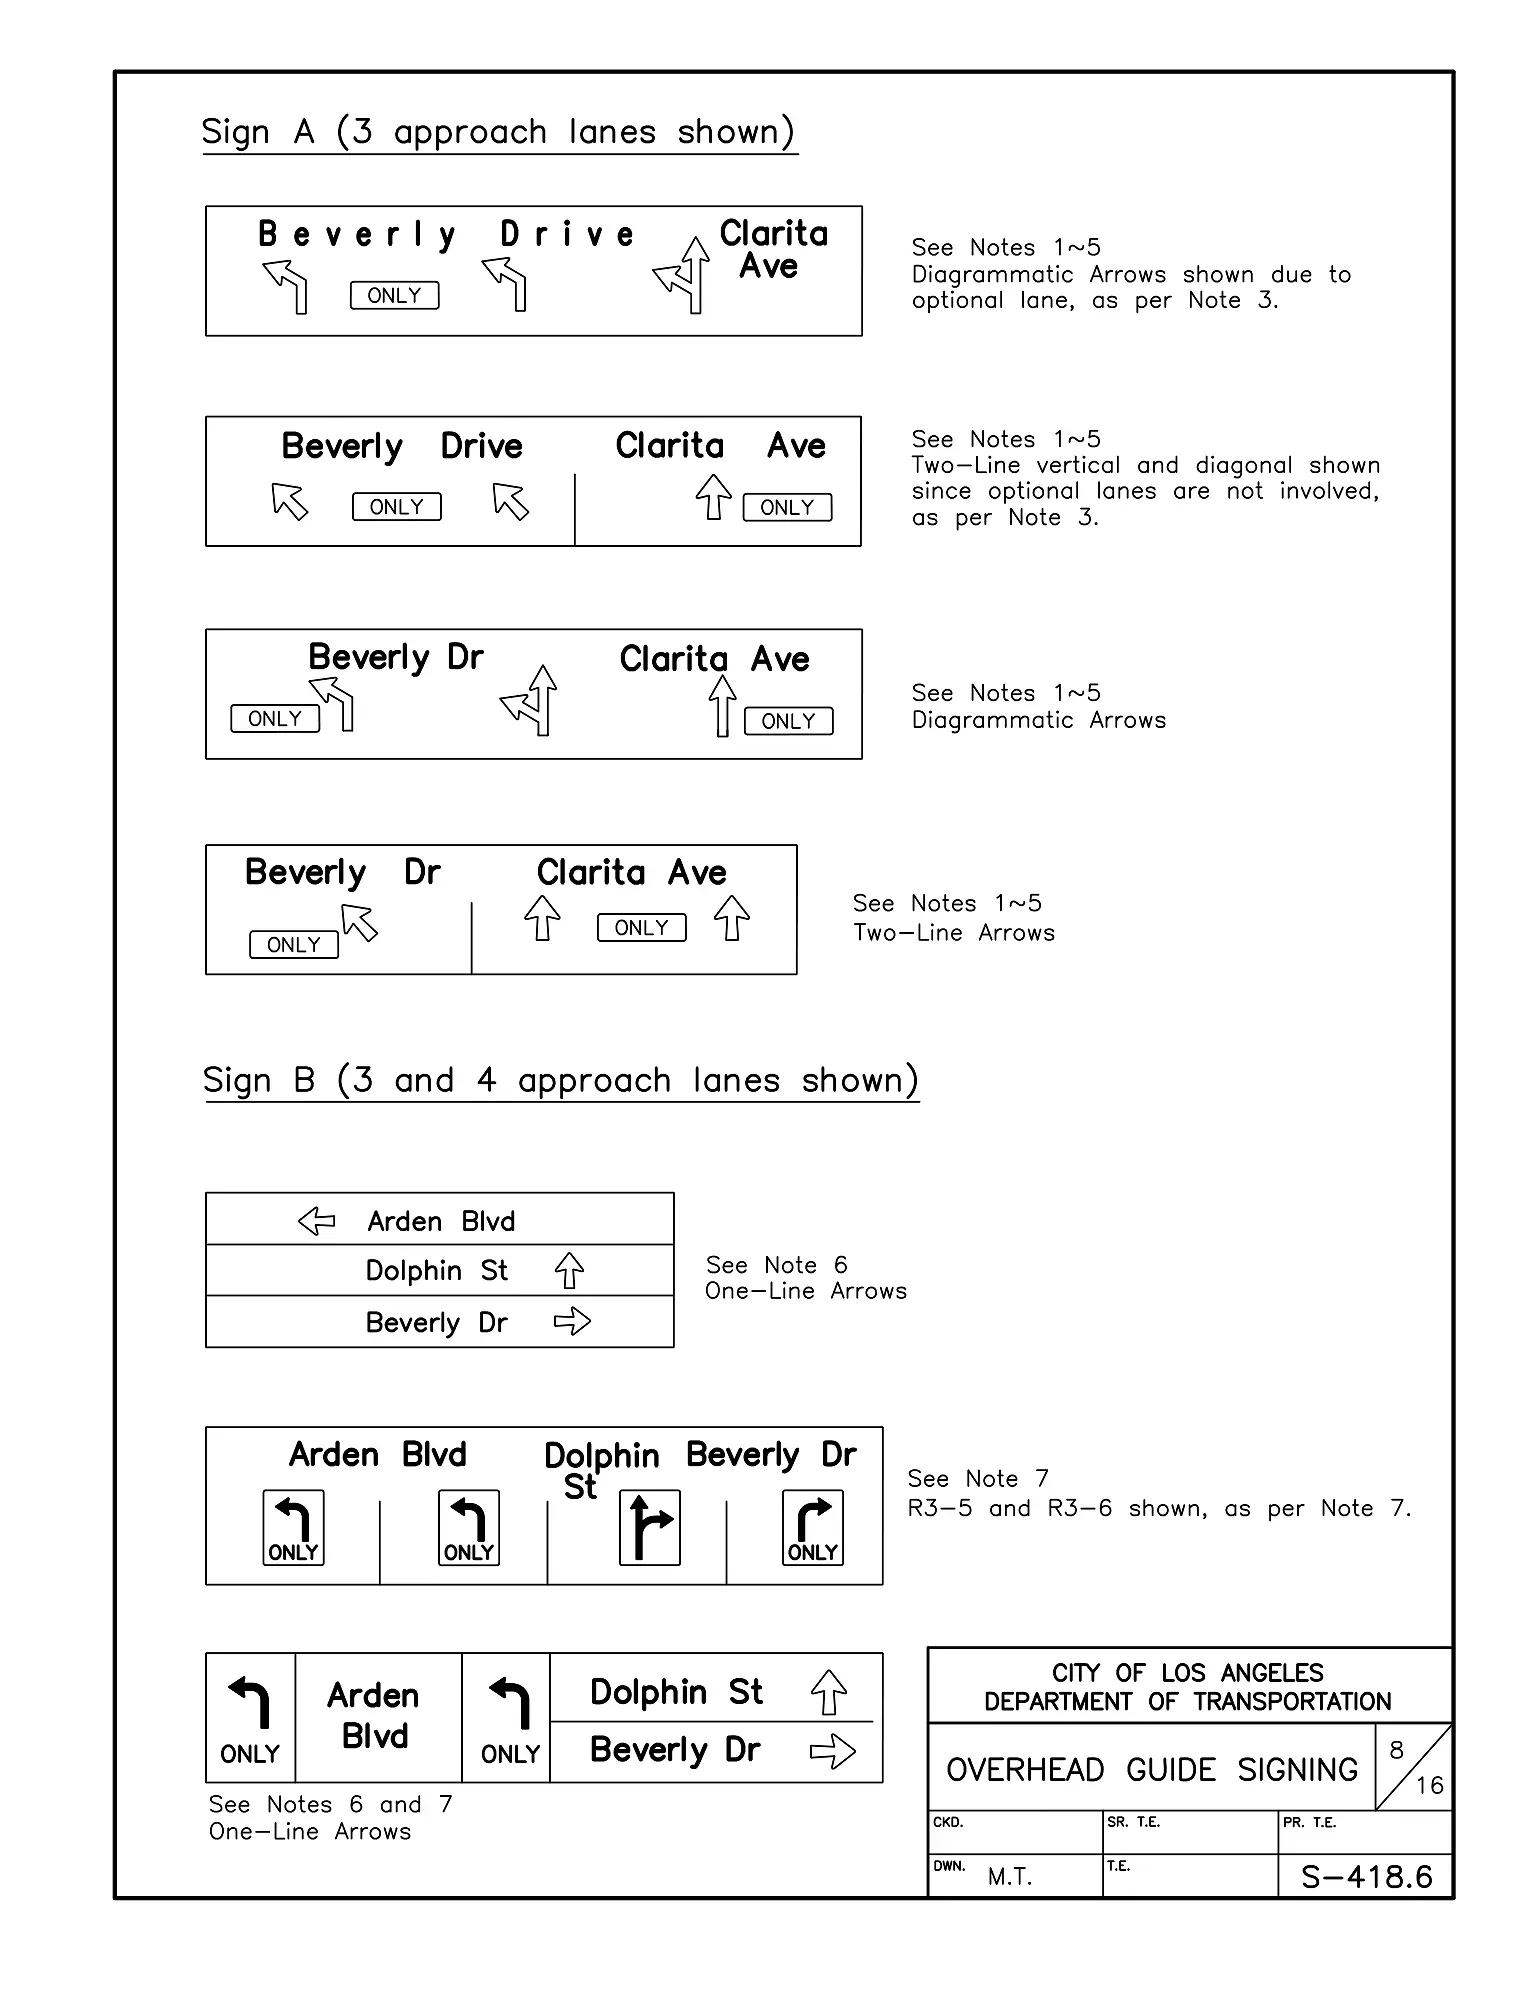 Sign A (3 approach lanes shown)
Beverly Drive
Clarita
Ave
ONLY
See Notes 1~5
Diagrammatic Arrows shown due to
optional lane, as per Note 3.
Beverly Drive
Clarita Ave
ONLY
ONLY
See Notes 1~5
Two-Line vertical and diagonal shown
since optional lanes are not involved,
as per Note 3.
Beverly Dr
Clarita Ave
ONLY
ONLY
See Notes 1~5
Diagrammatic Arrows
Beverly Dr
Clarita Ave
ONLY
ONLY
See Notes 1~5
Two-Line Arrows
Sign B (3 and 4 approach lanes shown)
Arden Blvd
Dolphin St
Beverly Dr
See Note 6
One-Line Arrows
Arden Blvd
Dolphin
St
Beverly Dr
ONLY
ONLY
ONLY
See Note 7
R3-5 and R3-6 shown, as per Note 7.
ONLY
Arden
Blvd
ONLY
Dolphin St
Beverly Dr
See Notes 6 and 7
One-Line Arrows
CITY OF LOS ANGELES
DEPARTMENT OF TRANSPORTATION
OVERHEAD GUIDE SIGNING
8/16
CKD.
SR. T.E.
PR. T.E.
DWN. M.T.
T.E.
S-418.6